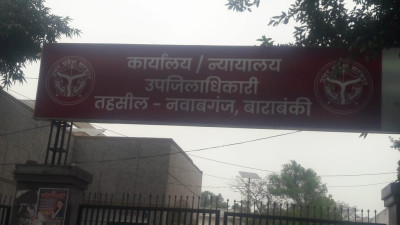 कार्यालय / न्यायालय
उपजिलाधिकारी
तहसील - नवाबगंज, बाराबंकी